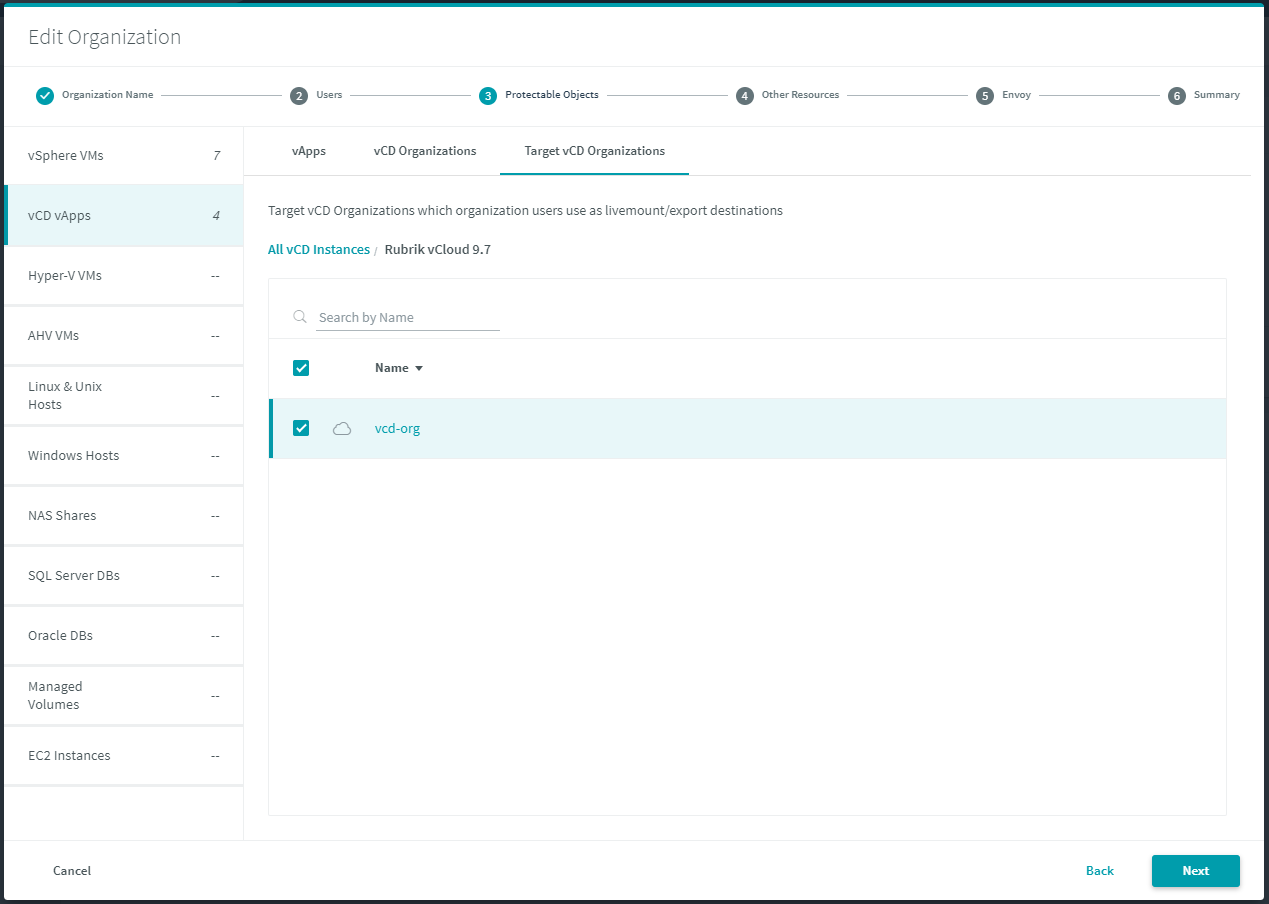 Edit Organization
Organization Name
2 Users
3 Protectable Objects
4 Other Resources
5 Envoy
6 Summary
vSphere VMs 7
vCD vApps 4
Hyper-V VMs --
AHV VMs --
Linux & Unix
Hosts --
Windows Hosts --
NAS Shares --
SQL Server DBs --
Oracle DBs --
Managed
Volumes --
EC2 Instances --
vApps
vCD Organizations
Target vCD Organizations
Target vCD Organizations which organization users use as livemount/export destinations
All vCD Instances / Rubrik vCloud 9.7
Search by Name
Name
vcd-org
Cancel
Back
Next